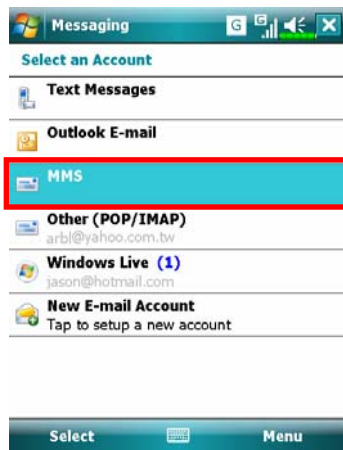 Messaging
G
G
Select an Account
Text Messages
Outlook E-mail
MMS
Other (POP/IMAP)
arbl@yahoo.com.tw
Windows Live (1)
jason@hotmail.com
New E-mail Account
Tap to setup a new account
Select
Menu